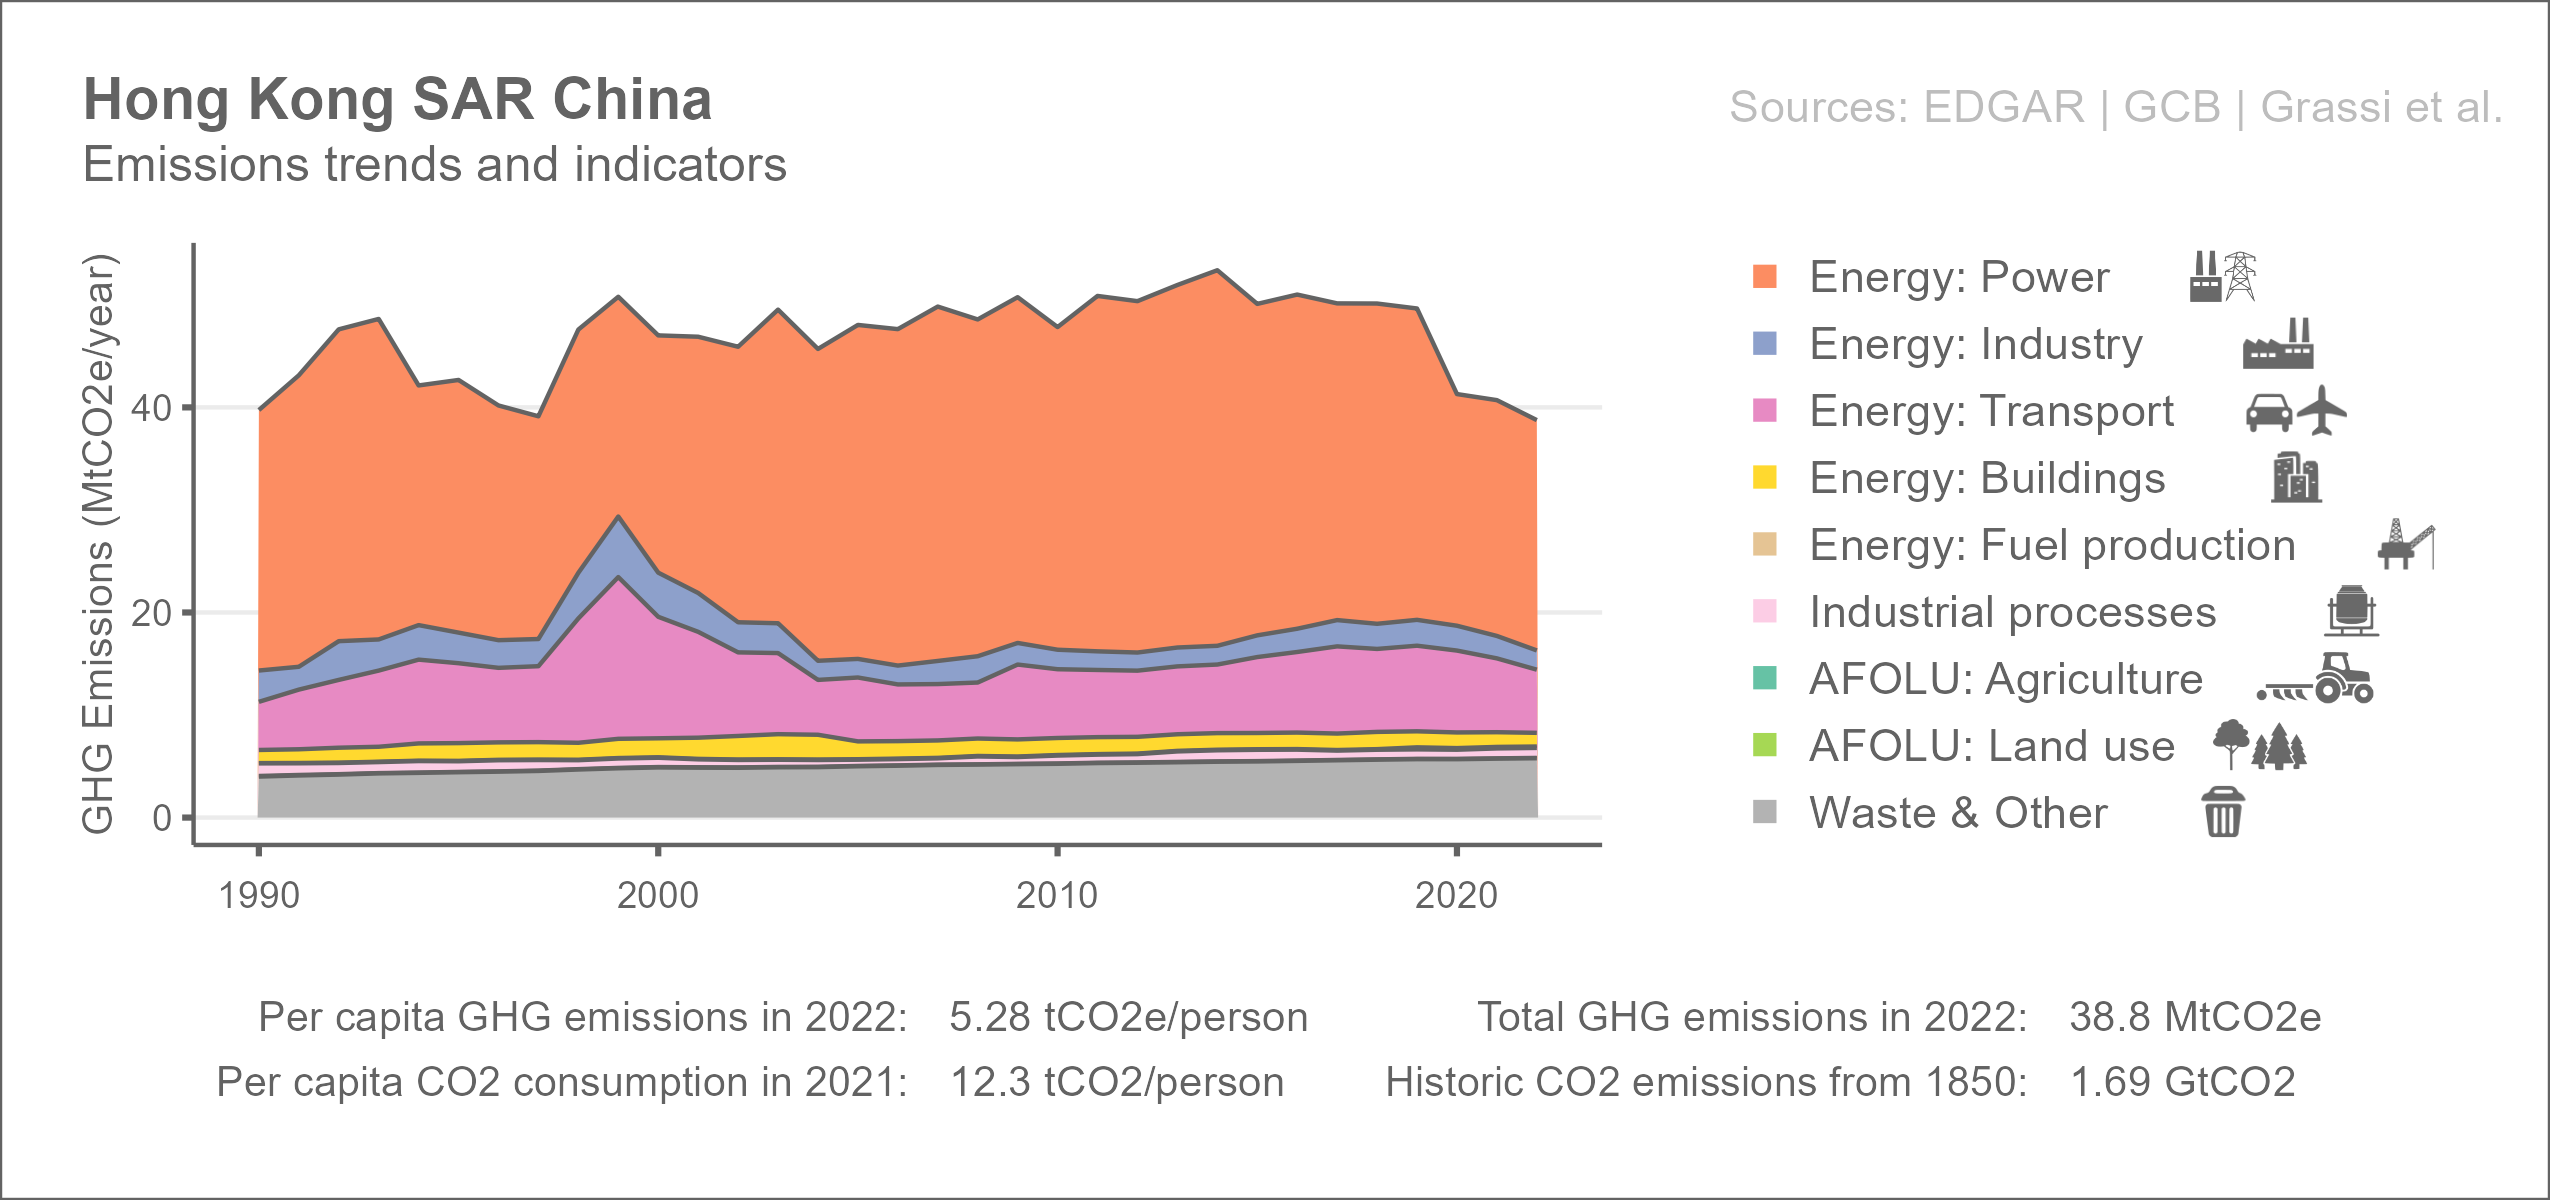 Hong Kong SAR China
Sources: EDGAR | GCB | Grassi et al.
Emissions trends and indicators
GHG Emissions (MtCO2e/year)
40
20
0
1990
2000
2010
2020
Energy: Power
Energy: Industry
Energy: Transport
Energy: Buildings
Energy: Fuel production
Industrial processes
AFOLU: Agriculture
AFOLU: Land use
Waste & Other
Per capita GHG emissions in 2022: 5.28 tCO2e/person
Total GHG emissions in 2022: 38.8 MtCO2e
Per capita CO2 consumption in 2021: 12.3 tCO2/person
Historic CO2 emissions from 1850: 1.69 GtCO2